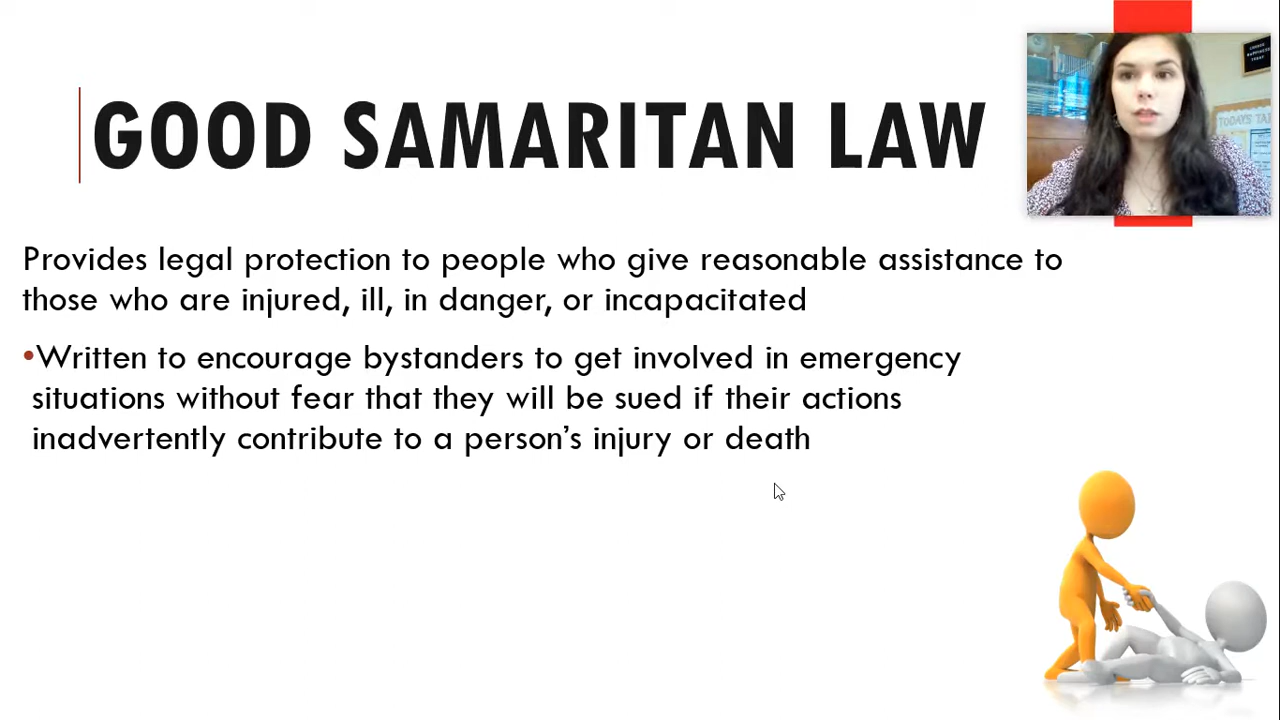 GOOD SAMARITAN LAW
Provides legal protection to people who give reasonable assistance to
those who are injured, ill, in danger, or incapacitated
•Written to encourage bystanders to get involved in emergency
situations without fear that they will be sued if their actions
inadvertently contribute to a person's injury or death
TODAY'S